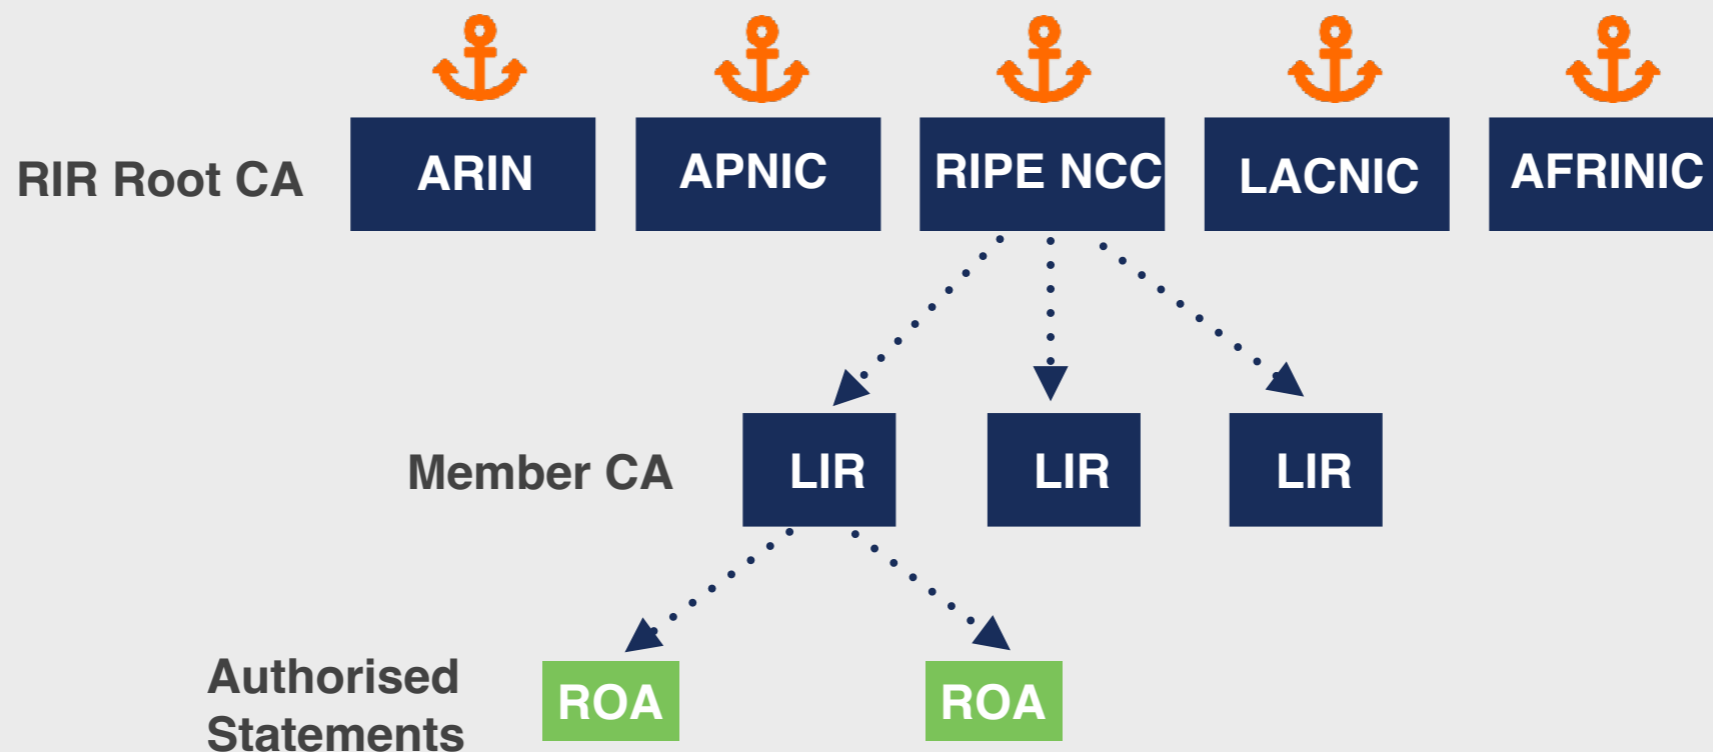 RIR Root CA
ARIN
APNIC
RIPE NCC
LACNIC
AFRINIC
Member CA
LIR
LIR
LIR
Authorised
Statements
ROA
ROA